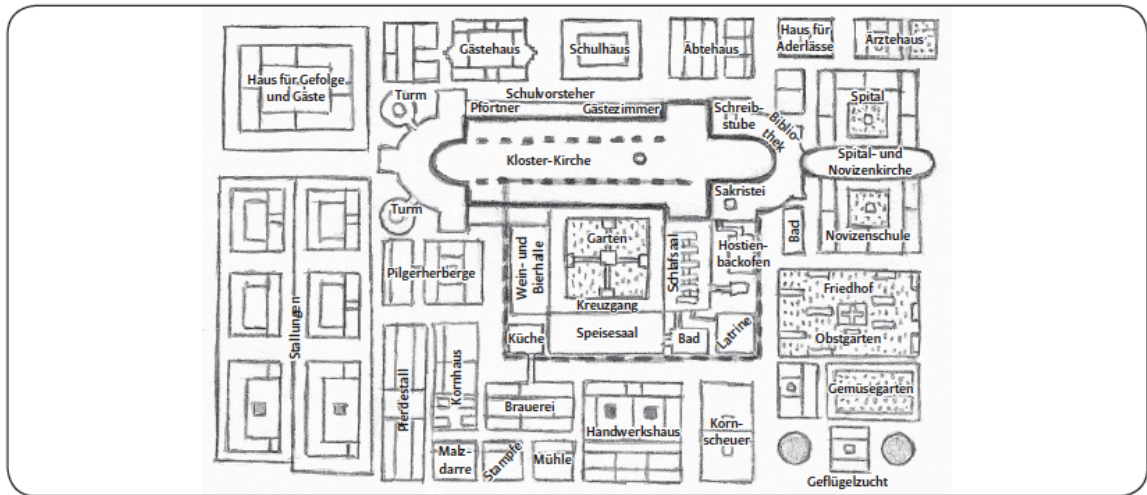 Gästehaus
Schulhaus
Äbtehaus
Haus für
Aderlässe
Ärztehaus
Haus für Gefolge
und Gäste
Turm
Schulvorsteher
Pförtner
Gästezimmer
Schreib-
stube
Biblio-
thek
Spital
Kloster-Kirche
Spital- und
Novizenkirche
Turm
Sakristei
Bad
Novizenschule
Pilgerherberge
Wein- und
Bierhalle
Garten
Kreuzgang
Schlafsaal
Hostien-
backofen
Friedhof
Obstgarten
Stallungen
Küche
Speisesaal
Bad
Latrine
Pferdestall
Kornhaus
Brauerei
Handwerkshaus
Korn-
scheuer
Gemüsegarten
Malz-
darre
Stampfe
Mühle
Geflügelzucht